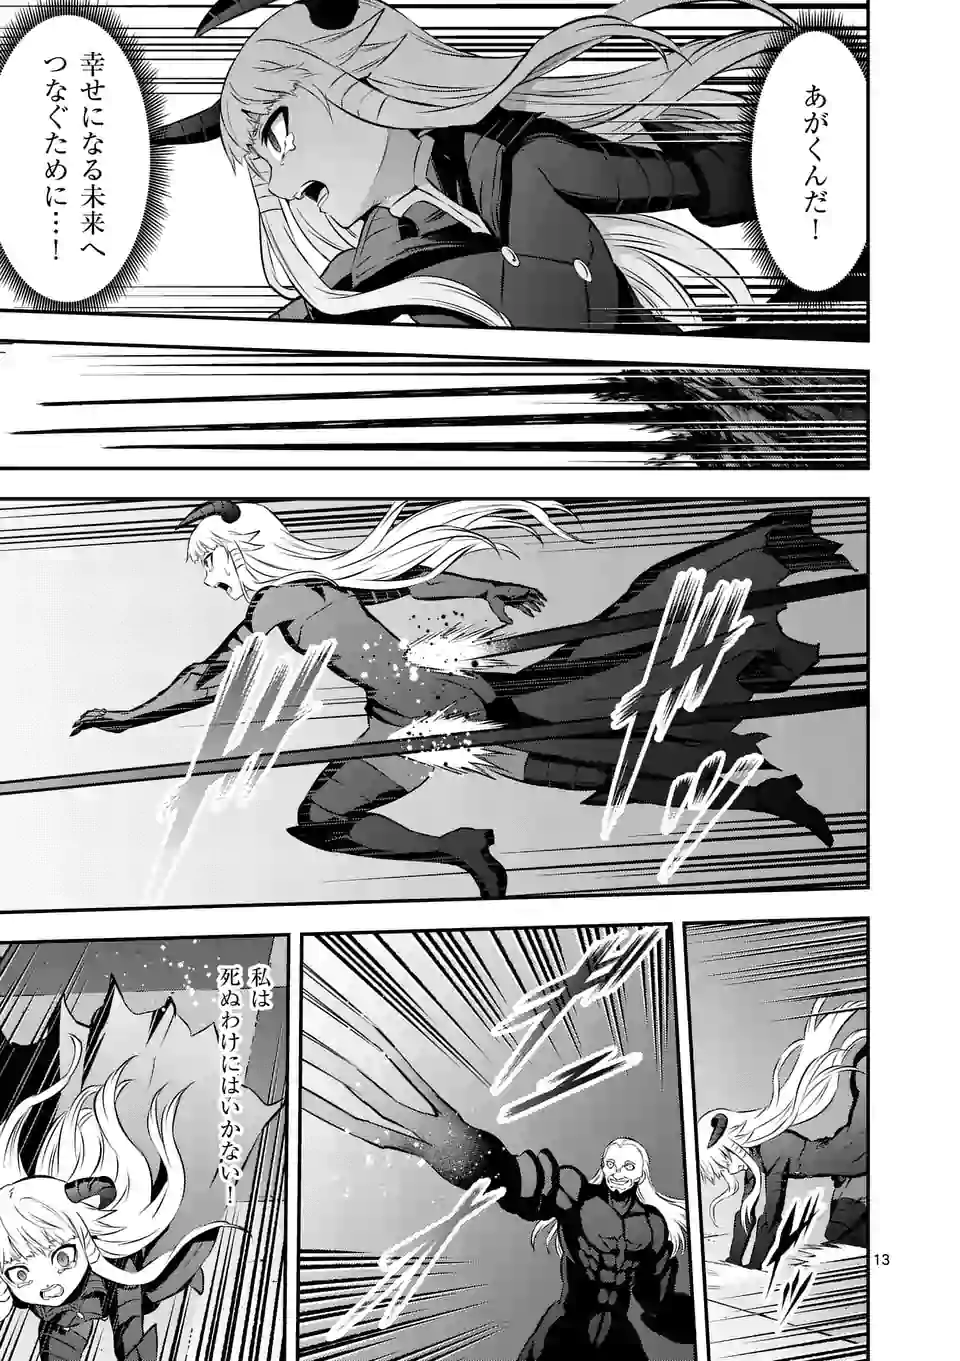 あがくんだ！
幸せになる未来へ
つなぐために…！
私は
死ぬわけにはいかない！
13